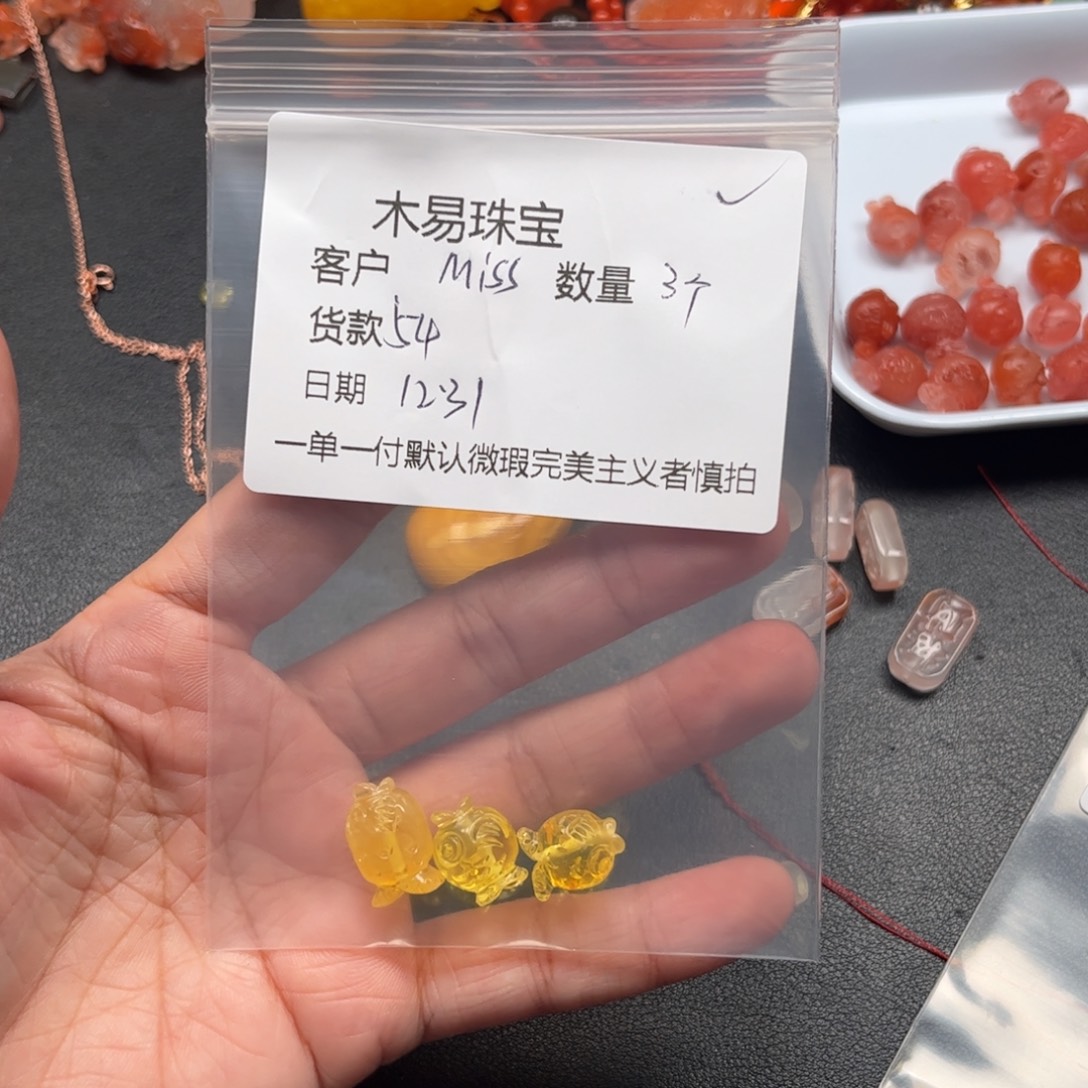 木易珠宝
客户 Miss 数量 3个
货款54
日期 12.31
一单一付默认微瑕完美主义者慎拍